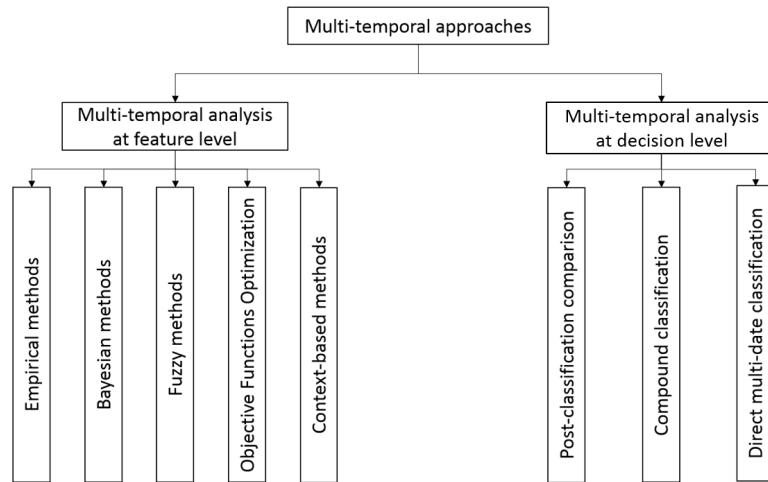 Multi-temporal approaches
Multi-temporal analysis
at feature level
Multi-temporal analysis
at decision level
Empirical methods
Bayesian methods
Fuzzy methods
Objective Functions Optimization
Context-based methods
Post-classification comparison
Compound classification
Direct multi-date classification